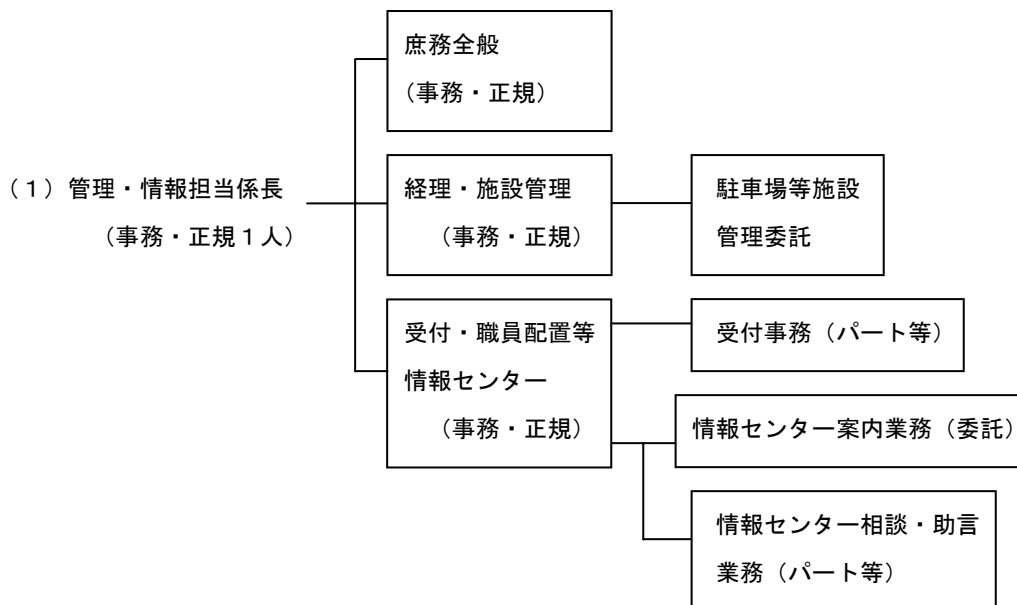 庶務全般
（事務・正規）
（１）管理・情報担当係長
（事務・正規１人）
経理・施設管理
（事務・正規）
駐車場等施設
管理委託
受付・職員配置等
情報センター
（事務・正規）
受付事務（パート等）
情報センター案内業務（委託）
情報センター相談・助言
業務（パート等）